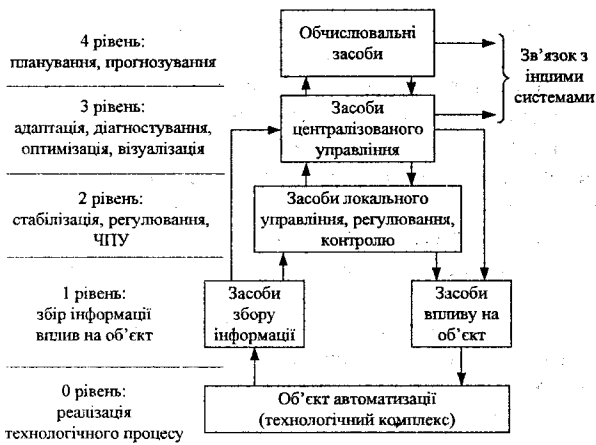 4 рівень:
планування, прогнозування
Обчислювальні
засоби
Зв’язок з
іншими
системами
3 рівень:
адаптація, діагностування,
оптимізація, візуалізація
Засоби
централізованого
управління
2 рівень:
стабілізація, регулювання,
ЧПУ
Засоби локального
управління, регулювання,
контролю
1 рівень:
збір інформації
вплив на об’єкт
Засоби
збору
інформації
Засоби
впливу на
об’єкт
0 рівень:
реалізація
технологічного процесу
Об’єкт автоматизації
(технологічний комплекс)